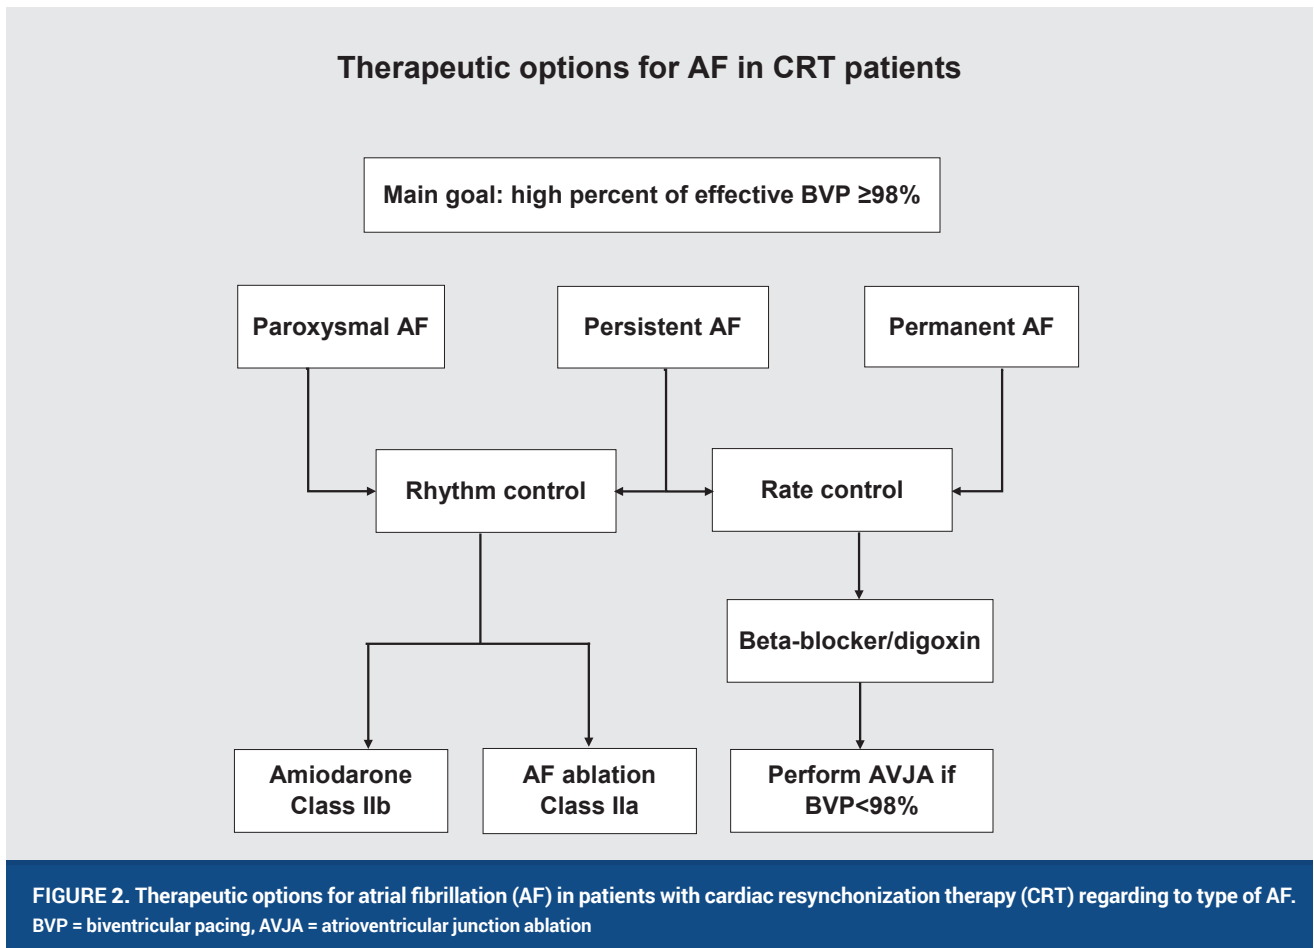 Therapeutic options for AF in CRT patients
Main goal: high percent of effective BVP ≥98%
Paroxysmal AF
Persistent AF
Permanent AF
Rhythm control
Rate control
Beta-blocker/digoxin
Amiodarone
Class IIb
AF ablation
Class IIa
Perform AVJA if
BVP<98%
FIGURE 2. Therapeutic options for atrial fibrillation (AF) in patients with cardiac resynchronization therapy (CRT) regarding to type of AF.
BVP = biventricular pacing, AVJA = atrioventricular junction ablation